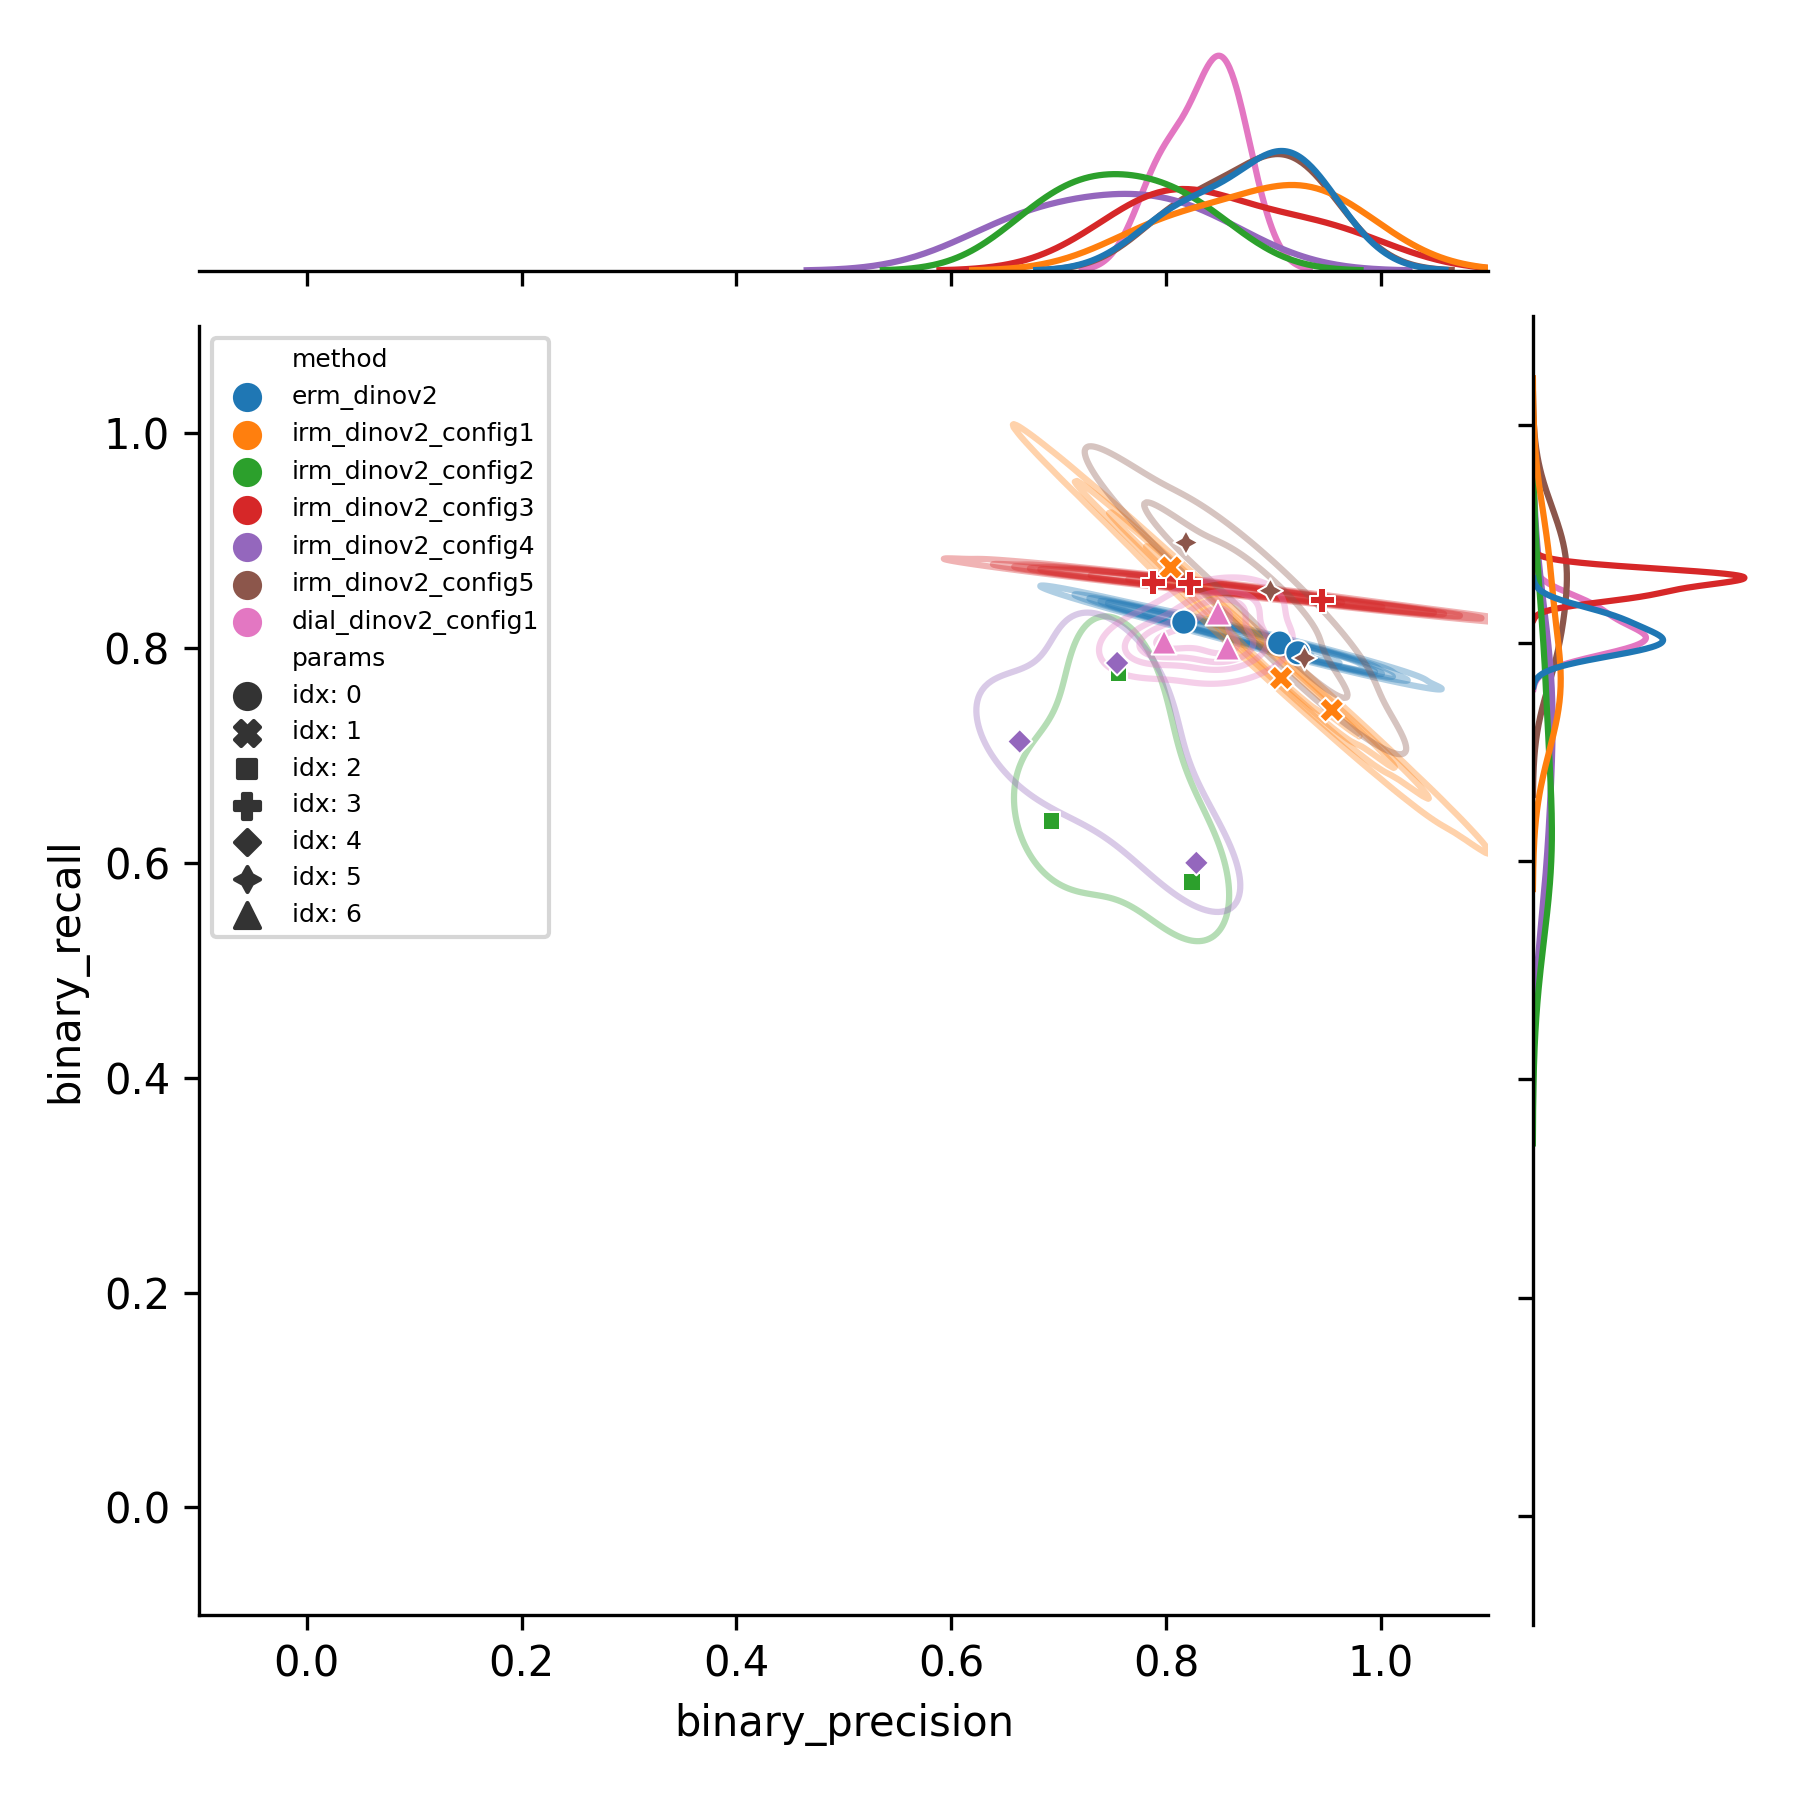 method
erm_dinov2
irm_dinov2_config1
irm_dinov2_config2
irm_dinov2_config3
irm_dinov2_config4
irm_dinov2_config5
dial_dinov2_config1
params
idx: 0
idx: 1
idx: 2
idx: 3
idx: 4
idx: 5
idx: 6
1.0
0.8
0.6
0.4
0.2
0.0
binary_recall
0.0 0.2 0.4 0.6 0.8 1.0
binary_precision